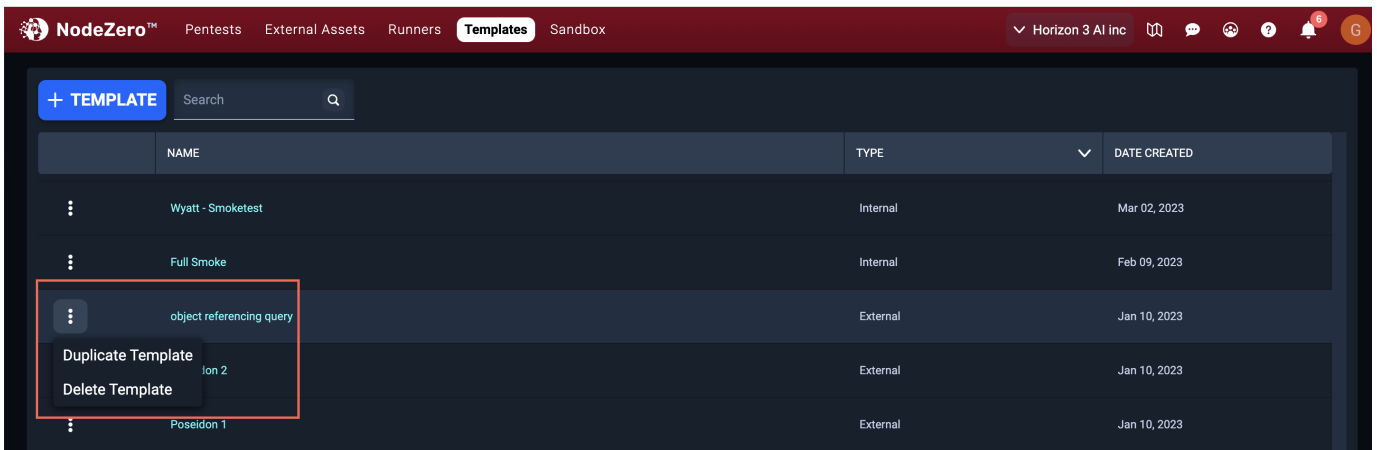 NodeZero™ Pentests External Assets Runners Templates Sandbox Horizon 3 AI inc ? 6 G
+ TEMPLATE Search
NAME TYPE DATE CREATED
Wyatt - Smoketest Internal Mar 02, 2023
Full Smoke Internal Feb 09, 2023
object referencing query External Jan 10, 2023
Duplicate Template
2 External Jan 10, 2023
Delete Template
Poseidon 1 External Jan 10, 2023